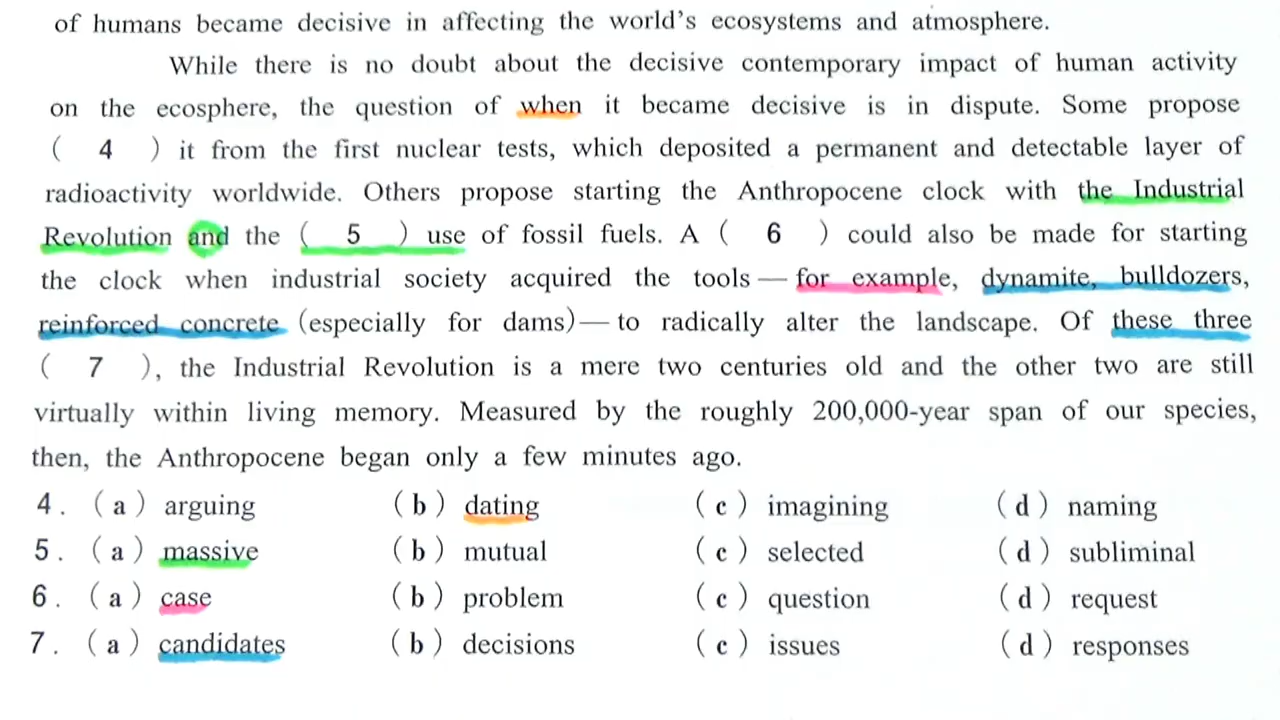 of humans became decisive in affecting the world's ecosystems and atmosphere.
While there is no doubt about the decisive contemporary impact of human activity
on the ecosphere, the question of when it became decisive is in dispute. Some propose
( 4 ) it from the first nuclear tests, which deposited a permanent and detectable layer of
radioactivity worldwide. Others propose starting the Anthropocene clock with the Industrial
Revolution and the ( 5 ) use of fossil fuels. A ( 6 ) could also be made for starting
the clock when industrial society acquired the tools — for example, dynamite, bulldozers,
reinforced concrete (especially for dams)— to radically alter the landscape. Of these three
( 7 ), the Industrial Revolution is a mere two centuries old and the other two are still
virtually within living memory. Measured by the roughly 200,000-year span of our species,
then, the Anthropocene began only a few minutes ago.
4. (a) arguing (b) dating (c) imagining (d) naming
5. (a) massive (b) mutual (c) selected (d) subliminal
6. (a) case (b) problem (c) question (d) request
7. (a) candidates (b) decisions (c) issues (d) responses